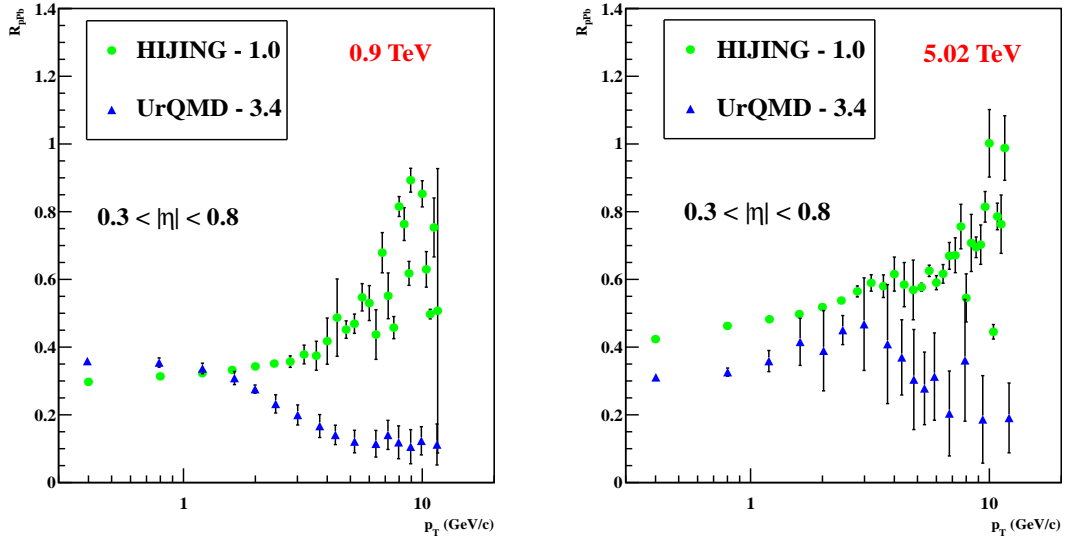 R_pPb
1.4
1.2
1
0.8
0.6
0.4
0.2
0
HIJING - 1.0
UrQMD - 3.4
0.9 TeV
0.3 < |η| < 0.8
1
10
p_T (GeV/c)
R_pPb
1.4
1.2
1
0.8
0.6
0.4
0.2
0
HIJING - 1.0
UrQMD - 3.4
5.02 TeV
0.3 < |η| < 0.8
1
10
p_T (GeV/c)